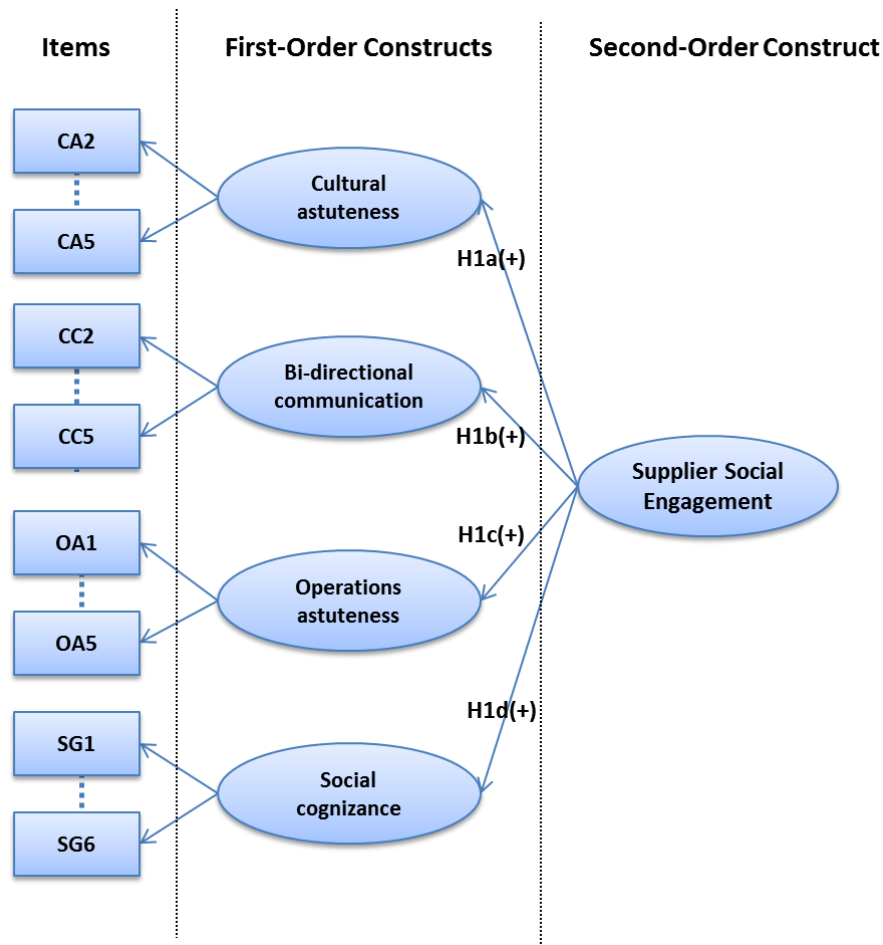 Items
First-Order Constructs
Second-Order Construct
CA2
CA5
Cultural
astuteness
H1a(+)
CC2
CC5
Bi-directional
communication
H1b(+)
Supplier Social
Engagement
OA1
OA5
H1c(+)
Operations
astuteness
SG1
SG6
H1d(+)
Social
cognizance